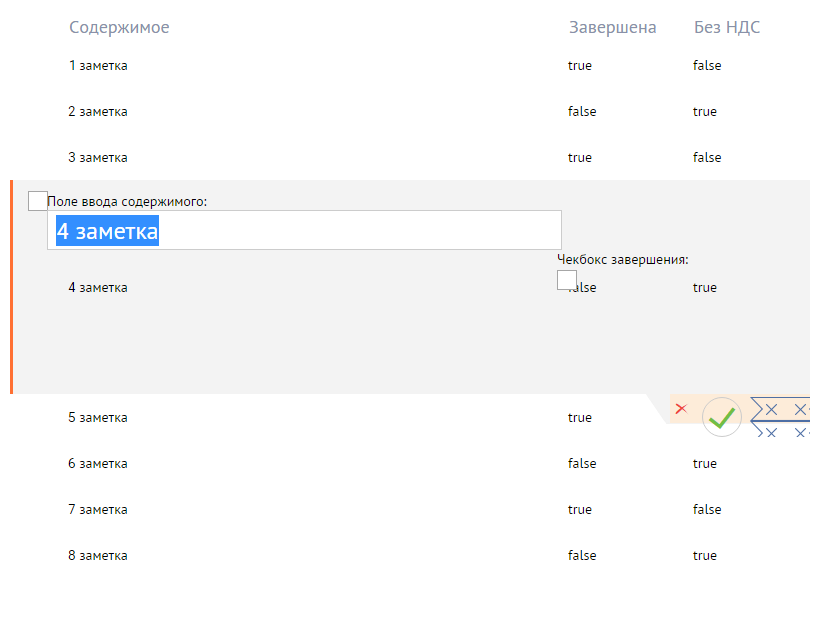 Содержимое Завершена Без НДС
1 заметка true false
2 заметка false true
3 заметка true false
Поле ввода содержимого:
4 заметка
Чекбокс завершения:
4 заметка alse true
5 заметка true
6 заметка false true
7 заметка true false
8 заметка false true